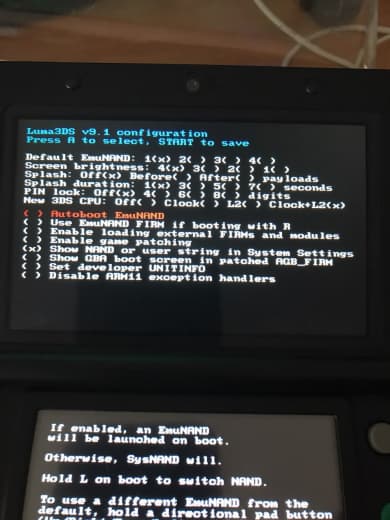 Luma3DS v9.1 configuration
Press A to select, START to save
Default EmuNAND: 1(x) 2( ) 3( ) 4( )
Screen brightness: 4(x) 3( ) 2( ) 1( )
Splash: Off(x) Before( ) After( ) payloads
Splash duration: 1(x) 3( ) 5( ) 7( ) seconds
PIN lock: Off(x) 4( ) 6( ) 8( ) digits
New 3DS CPU: Off( ) Clock( ) L2( ) Clock+L2(x)
( ) Autoboot EmuNAND
( ) Use EmuNAND FIRM if booting with R
( ) Enable loading external FIRMs and modules
( ) Enable game patching
(x) Show NAND or user string in System Settings
( ) Show GBA boot screen in patched AGB_FIRM
( ) Set developer UNITINFO
( ) Disable ARM11 exception handlers
If enabled, an EmuNAND
will be launched on boot.
Otherwise, SysNAND will.
Hold L on boot to switch NAND.
To use a different EmuNAND from the
default, hold a directional pad button